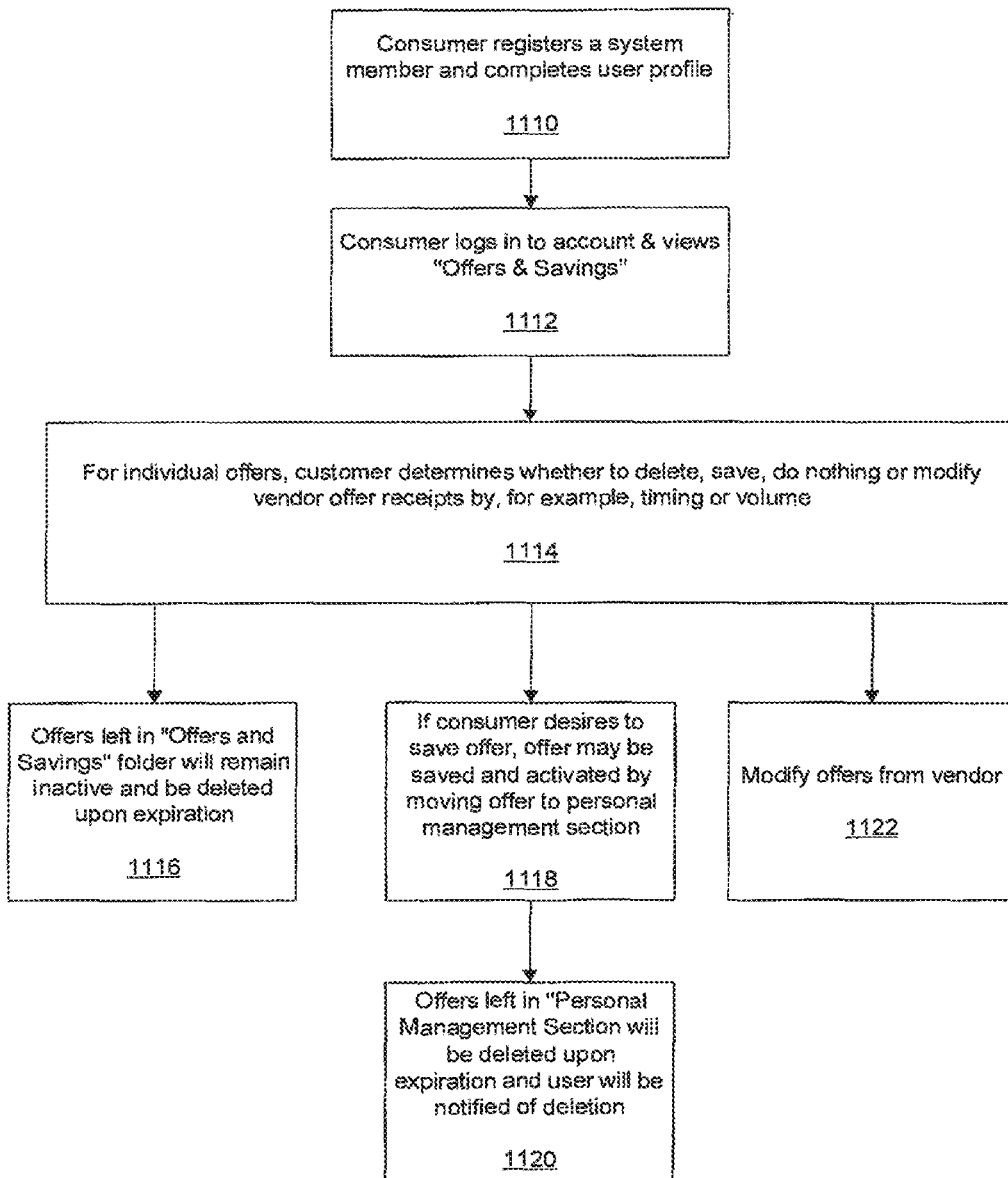 Consumer registers a system
member and completes user profile
1110
Consumer logs in to account & views
"Offers & Savings"
1112
For individual offers, customer determines whether to delete, save, do nothing or modify
vendor offer receipts by, for example, timing or volume
1114
Offers left in "Offers and
Savings" folder will remain
inactive and be deleted
upon expiration
1116
If consumer desires to
save offer, offer may be
saved and activated by
moving offer to personal
management section
1118
Modify offers from vendor
1122
Offers left in "Personal
Management Section will
be deleted upon
expiration and user will be
notified of deletion
1120